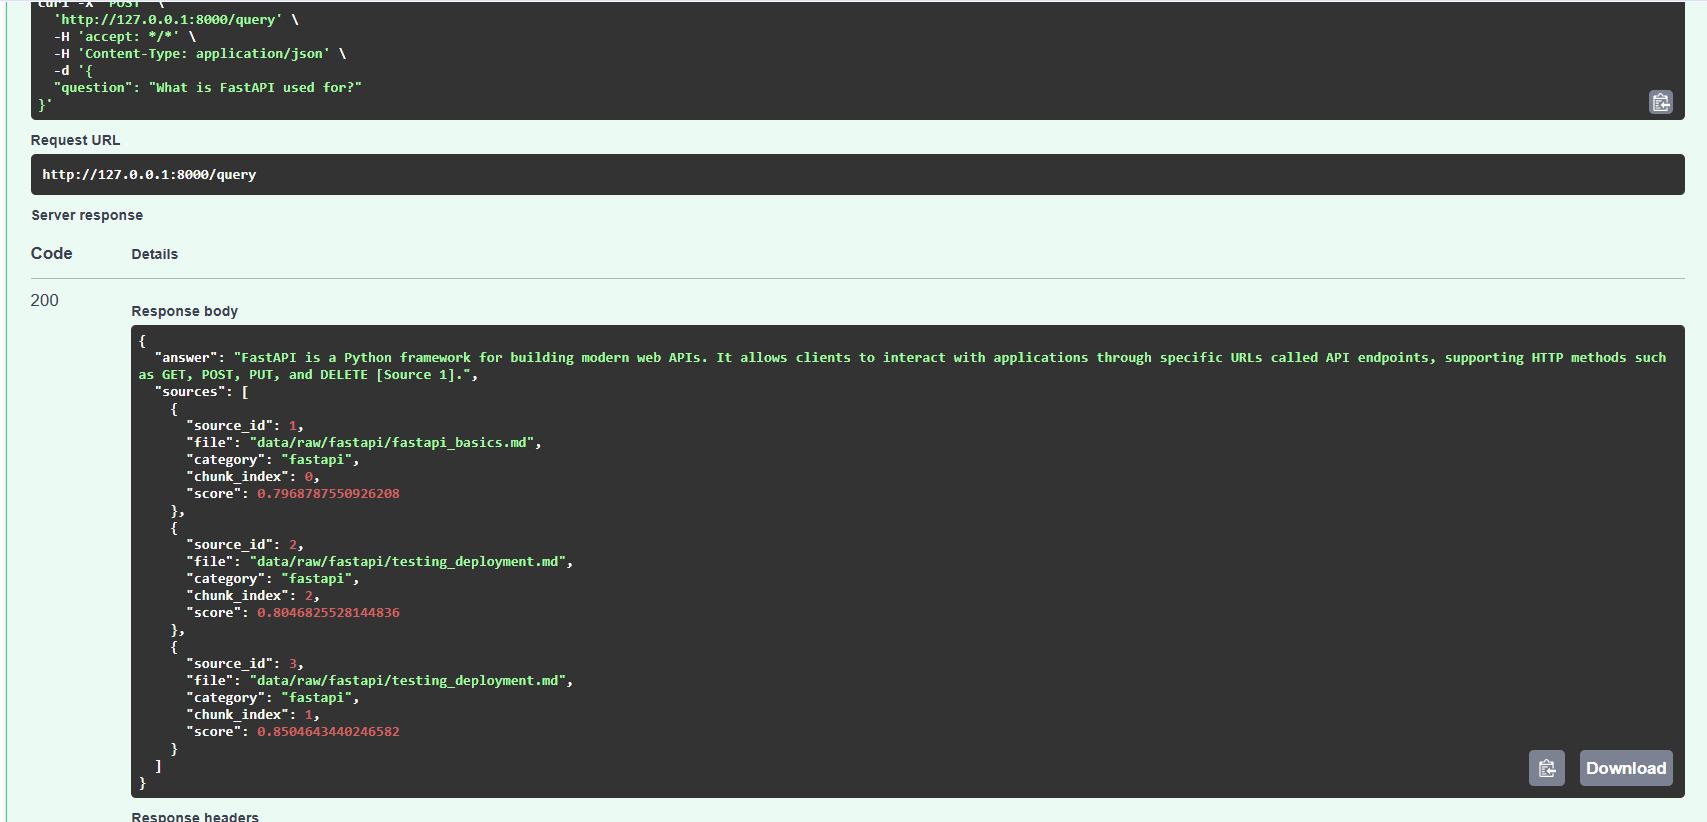 curl -X 'POST' \
  'http://127.0.0.1:8000/query' \
  -H 'accept: */*' \
  -H 'Content-Type: application/json' \
  -d '{
  "question": "What is FastAPI used for?"
}'
Request URL
http://127.0.0.1:8000/query
Server response
Code Details
200
Response body
{
  "answer": "FastAPI is a Python framework for building modern web APIs. It allows clients to interact with applications through specific URLs called API endpoints, supporting HTTP methods such
as GET, POST, PUT, and DELETE [Source 1].",
  "sources": [
    {
      "source_id": 1,
      "file": "data/raw/fastapi/fastapi_basics.md",
      "category": "fastapi",
      "chunk_index": 0,
      "score": 0.7968787550926208
    },
    {
      "source_id": 2,
      "file": "data/raw/fastapi/testing_deployment.md",
      "category": "fastapi",
      "chunk_index": 2,
      "score": 0.8046825528144836
    },
    {
      "source_id": 3,
      "file": "data/raw/fastapi/testing_deployment.md",
      "category": "fastapi",
      "chunk_index": 1,
      "score": 0.8504643440246582
    }
  ]
}
Download
Response headers